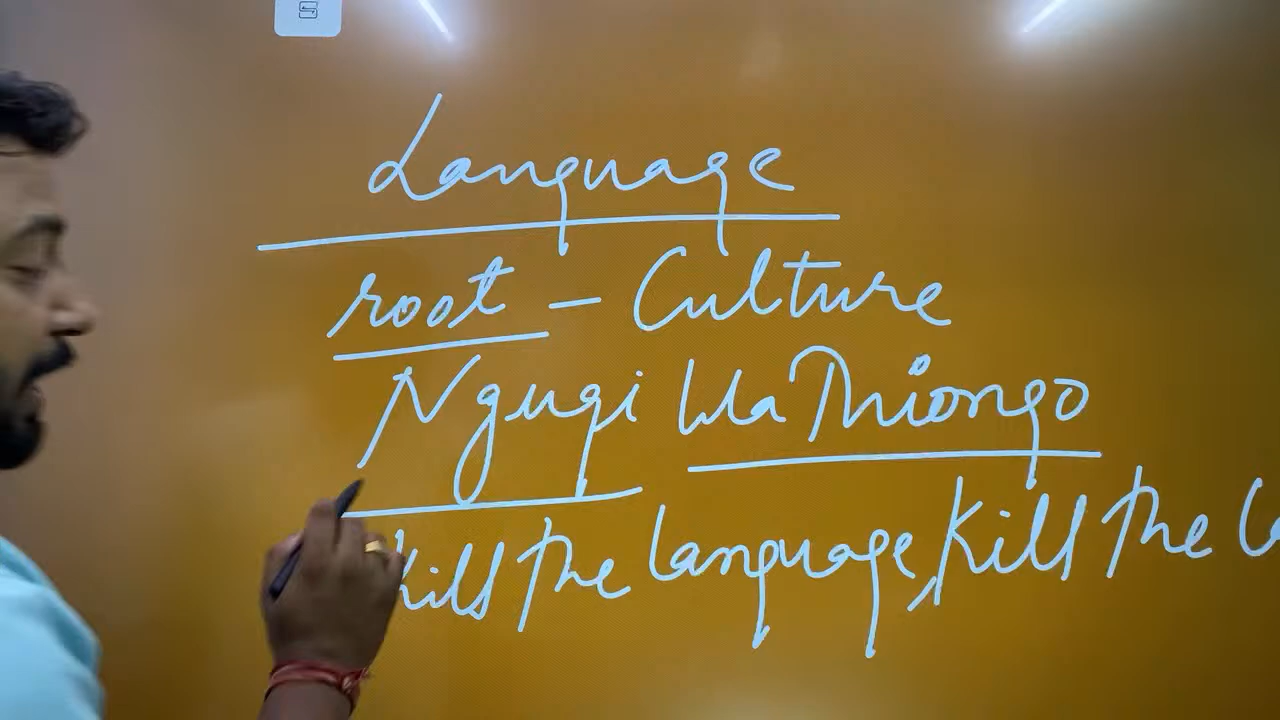 Language
root - Culture
Ngugi Wa Thiongo
Kill the language, Kill the